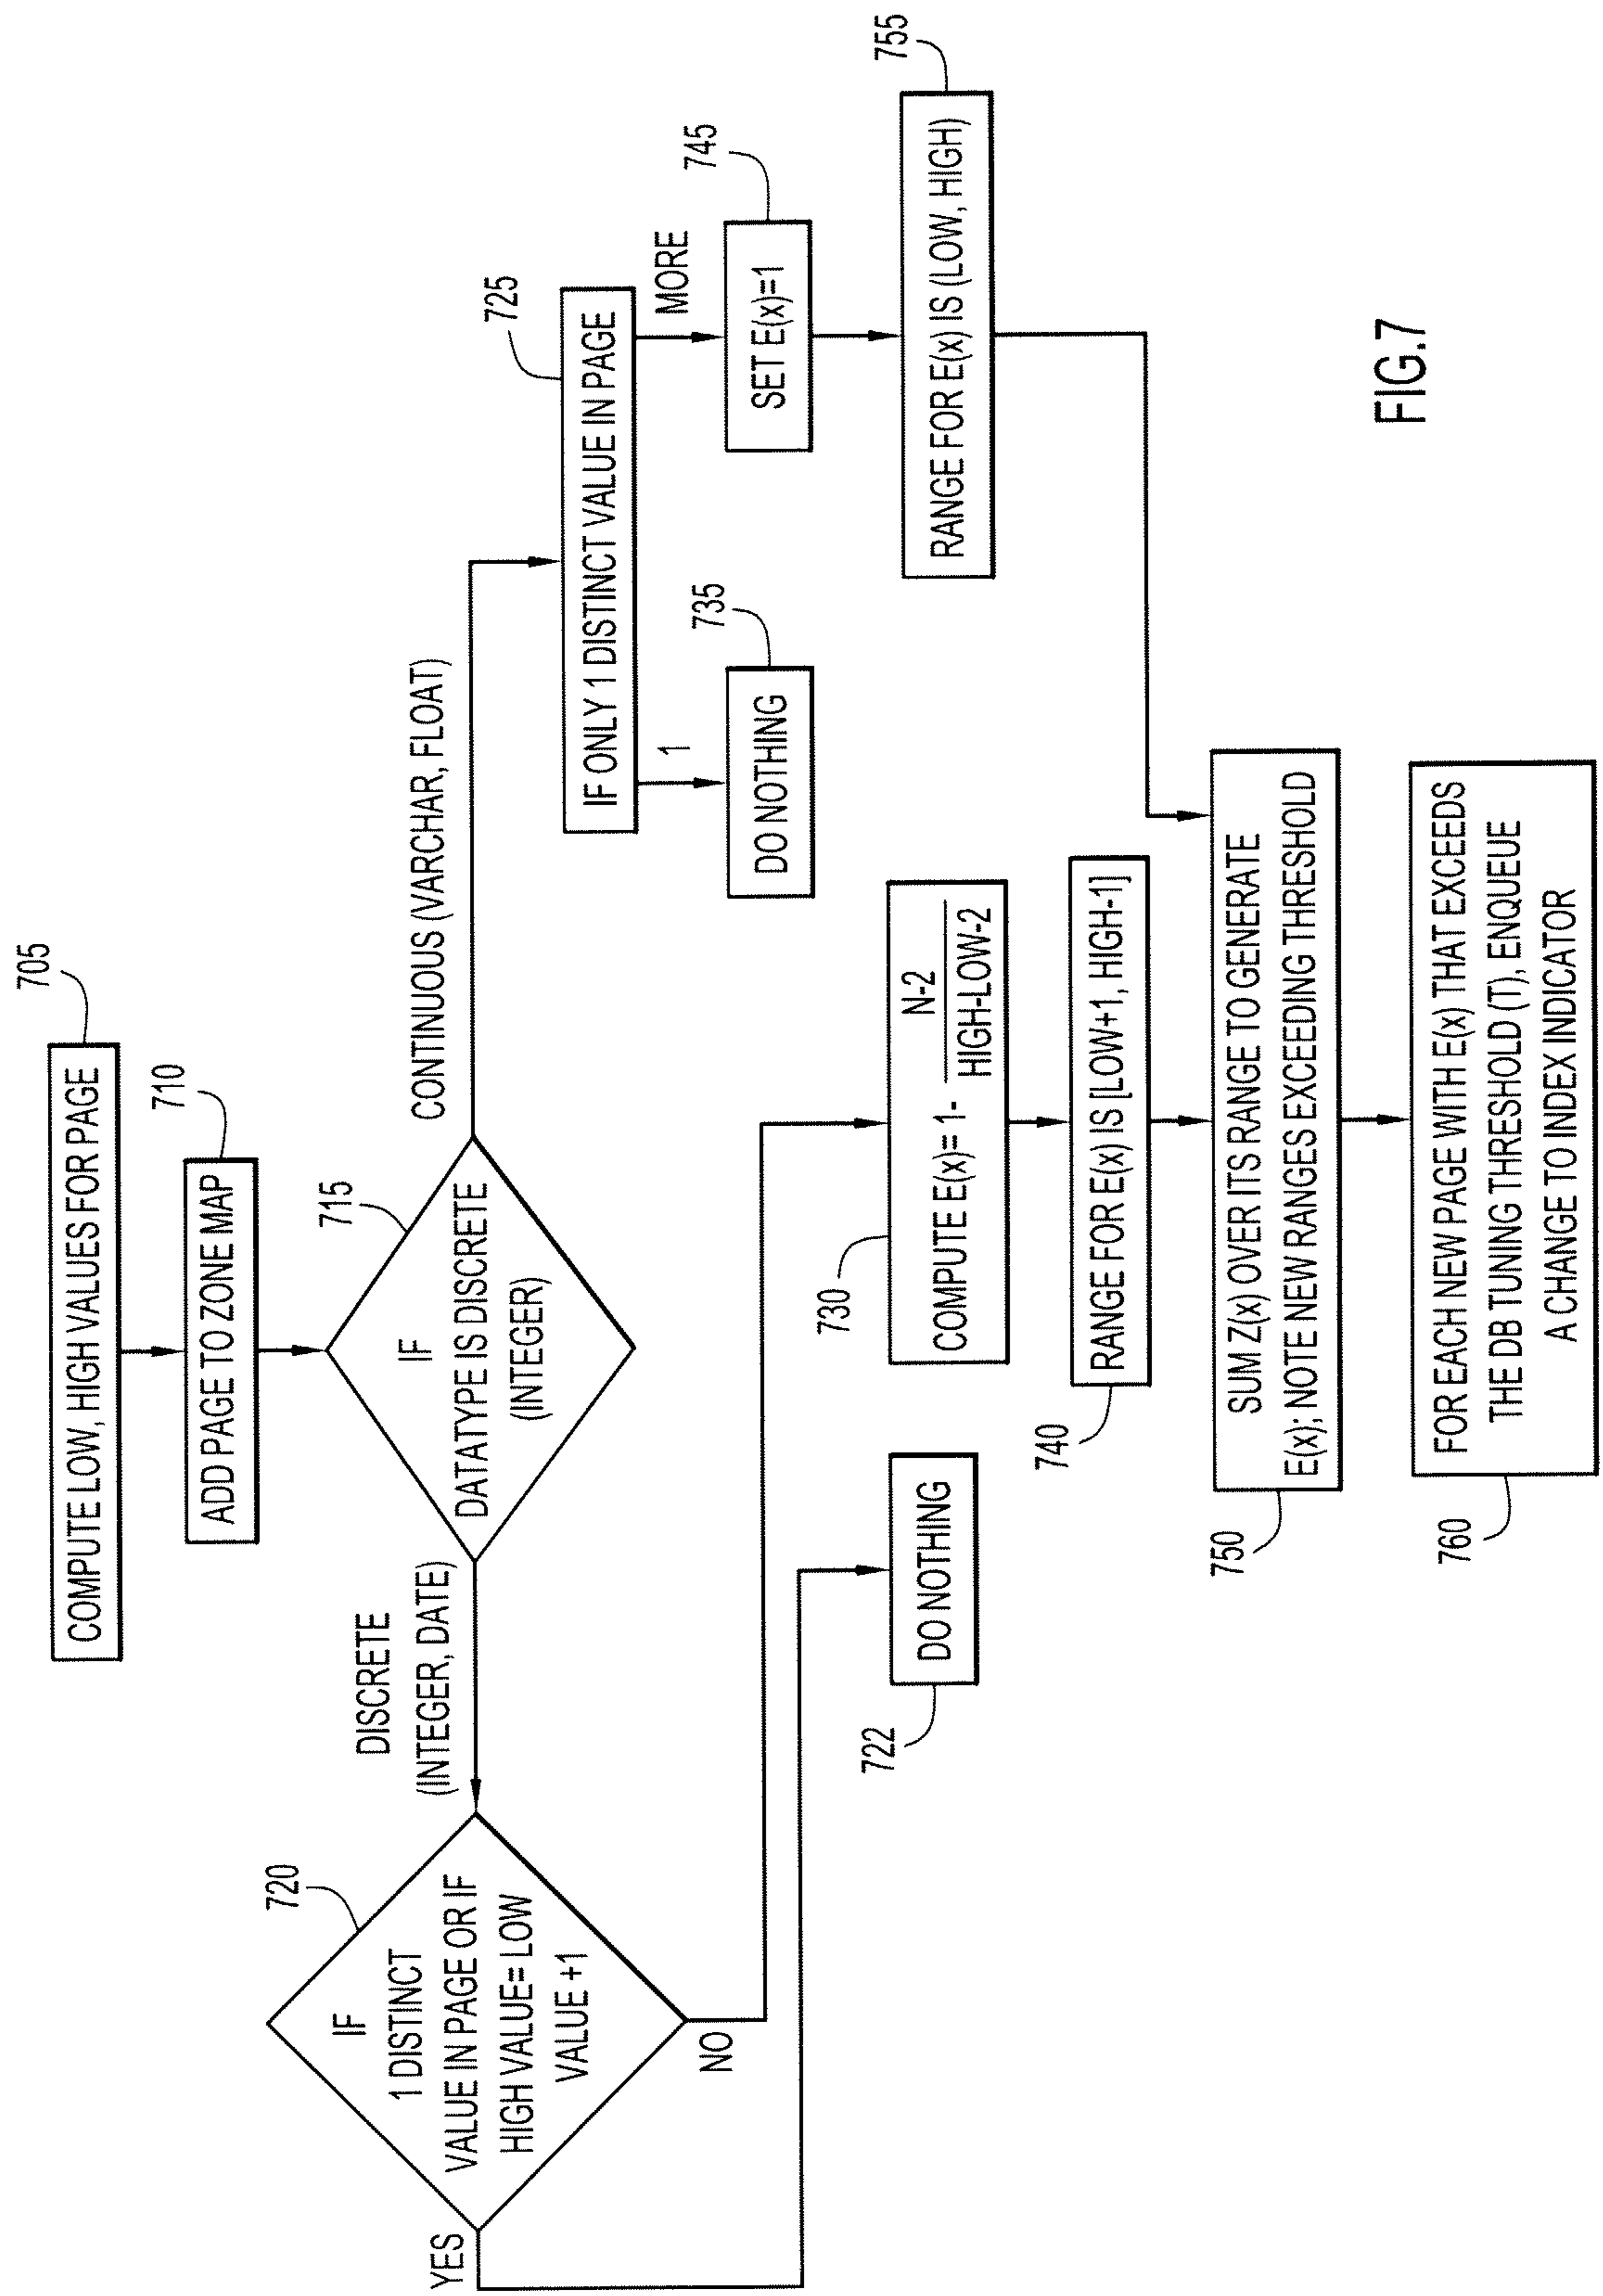 705
COMPUTE LOW, HIGH VALUES FOR PAGE
710
ADD PAGE TO ZONE MAP
715
IF
DATATYPE IS DISCRETE
(INTEGER)
DISCRETE
(INTEGER, DATE)
CONTINUOUS (VARCHAR, FLOAT)
720
IF
1 DISTINCT
VALUE IN PAGE OR IF
HIGH VALUE= LOW
VALUE +1
YES
NO
722
DO NOTHING
725
IF ONLY 1 DISTINCT VALUE IN PAGE
1
MORE
735
DO NOTHING
745
SET E(x)=1
755
RANGE FOR E(x) IS (LOW, HIGH)
730
COMPUTE E(x)= 1- N-2
HIGH-LOW-2
740
RANGE FOR E(x) IS [LOW+1, HIGH-1]
750
SUM Z(x) OVER ITS RANGE TO GENERATE
E(x); NOTE NEW RANGES EXCEEDING THRESHOLD
760
FOR EACH NEW PAGE WITH E(x) THAT EXCEEDS
THE DB TUNING THRESHOLD (T), ENQUEUE
A CHANGE TO INDEX INDICATOR
FIG.7